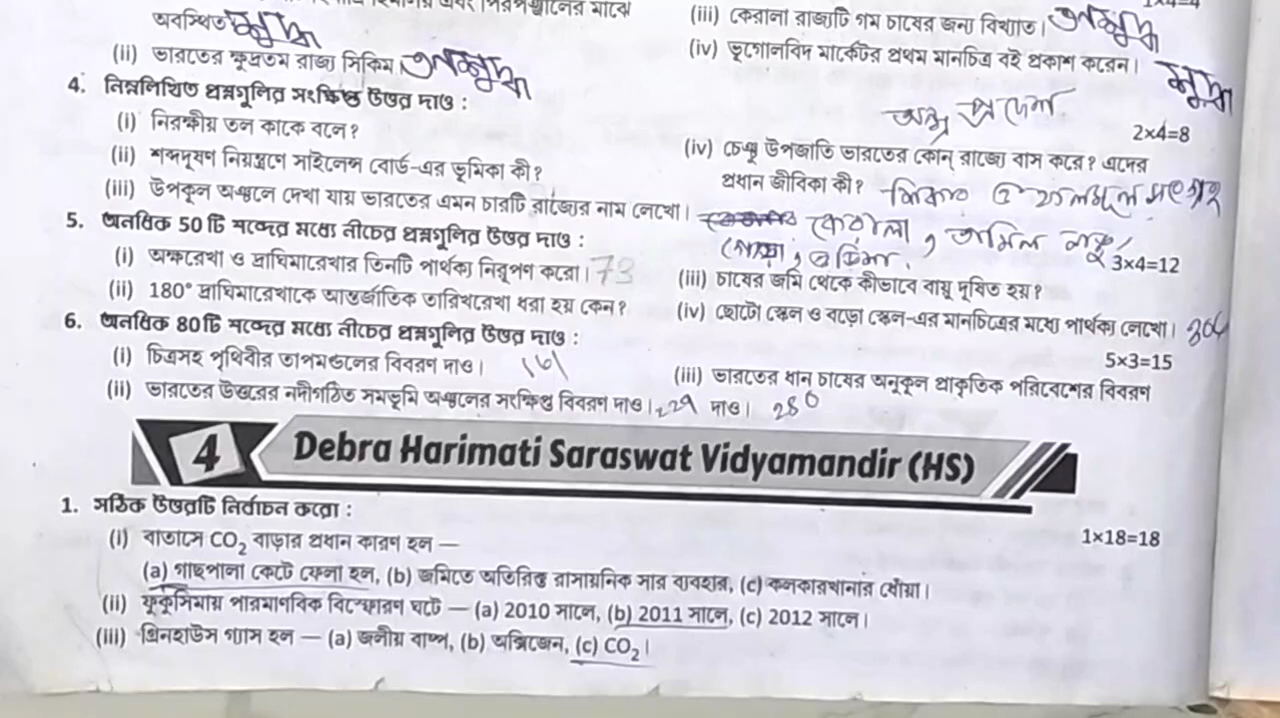 এবং
মাঝে
অবস্থিত শুদ্ধ
(ii) ভারতের ক্ষুদ্রতম রাজ্য সিকিম। অশুদ্ধ
(iii) কেরালা রাজ্যটি গম চাষের জন্য বিখ্যাত। অশুদ্ধ
(iv) ভূগোলবিদ মার্কেটর প্রথম মানচিত্র বই প্রকাশ করেন। শুদ্ধ
4. নিম্নলিখিত প্রশ্নগুলির সংক্ষিপ্ত উত্তর দাও :
2×4=8
(i) নিরক্ষীয় তল কাকে বলে?
(ii) শব্দদূষণ নিয়ন্ত্রণে সাইলেন্স বোর্ড-এর ভূমিকা কী?
(iii) উপকূল অঞ্চলে দেখা যায় ভারতের এমন চারটি রাজ্যের নাম লেখো।
কেরালা, তামিল নাড়ু,
গোয়া, ওড়িশা.
অন্ধ্র প্রদেশ
(iv) চেঞ্চু উপজাতি ভারতের কোন্ রাজ্যে বাস করে? এদের
প্রধান জীবিকা কী? শিকার ও ফলমূল সংগ্রহ
5. অনধিক 50 টি শব্দের মধ্যে নীচের প্রশ্নগুলির উত্তর দাও :
3×4=12
(i) অক্ষরেখা ও দ্রাঘিমারেখার তিনটি পার্থক্য নিরূপণ করো। 73
(ii) 180° দ্রাঘিমারেখাকে আন্তর্জাতিক তারিখরেখা ধরা হয় কেন?
(iii) চাষের জমি থেকে কীভাবে বায়ু দূষিত হয়?
(iv) ছোটো স্কেল ও বড়ো স্কেল-এর মানচিত্রের মধ্যে পার্থক্য লেখো।
6. অনধিক 80 টি শব্দের মধ্যে নীচের প্রশ্নগুলির উত্তর দাও :
5×3=15
(i) চিত্রসহ পৃথিবীর তাপমণ্ডলের বিবরণ দাও। 161
(ii) ভারতের উত্তরের নদীগঠিত সমভূমি অঞ্চলের সংক্ষিপ্ত বিবরণ দাও। 229
(iii) ভারতের ধান চাষের অনুকূল প্রাকৃতিক পরিবেশের বিবরণ
দাও। 280
4 Debra Harimati Saraswat Vidyamandir (HS)
1. সঠিক উত্তরটি নির্বাচন করো :
1×18=18
(i) বাতাসে CO₂ বাড়ার প্রধান কারণ হল —
(a) গাছপালা কেটে ফেলা হল, (b) জমিতে অতিরিক্ত রাসায়নিক সার ব্যবহার, (c) কলকারখানার ধোঁয়া।
(ii) ফুকুসিমায় পারমাণবিক বিস্ফোরণ ঘটে — (a) 2010 সালে, (b) 2011 সালে, (c) 2012 সালে।
(iii) গ্রিনহাউস গ্যাস হল — (a) জলীয় বাষ্প, (b) অক্সিজেন, (c) CO₂।